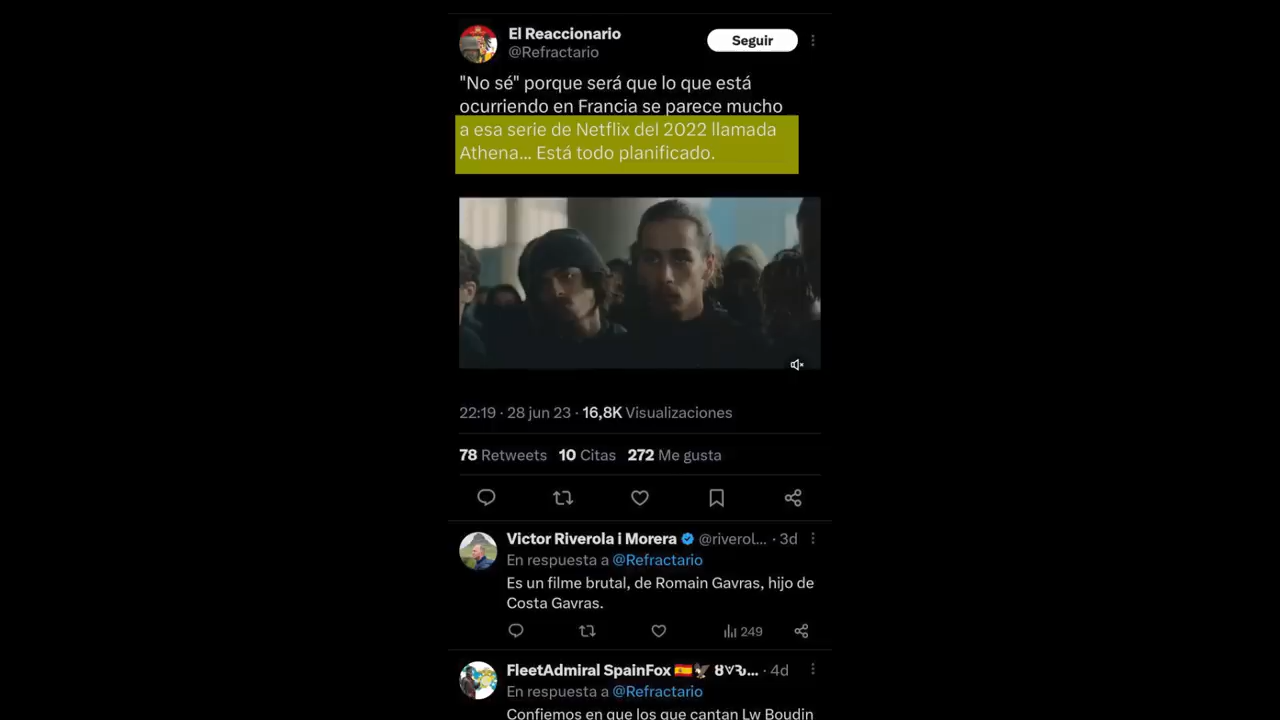 El Reaccionario
@Refractario
Seguir
"No sé" porque será que lo que está
ocurriendo en Francia se parece mucho
a esa serie de Netflix del 2022 llamada
Athena... Está todo planificado.
22:19 · 28 jun 23 · 16,8K Visualizaciones
78 Retweets 10 Citas 272 Me gusta
Victor Riverola i Morera @riverol... · 3d
En respuesta a @Refractario
Es un filme brutal, de Romain Gavras, hijo de
Costa Gavras.
249
FleetAdmiral SpainFox 🇪🇸🦅 ... · 4d
En respuesta a @Refractario
Confiemos en que los que cantan Lw Boudin